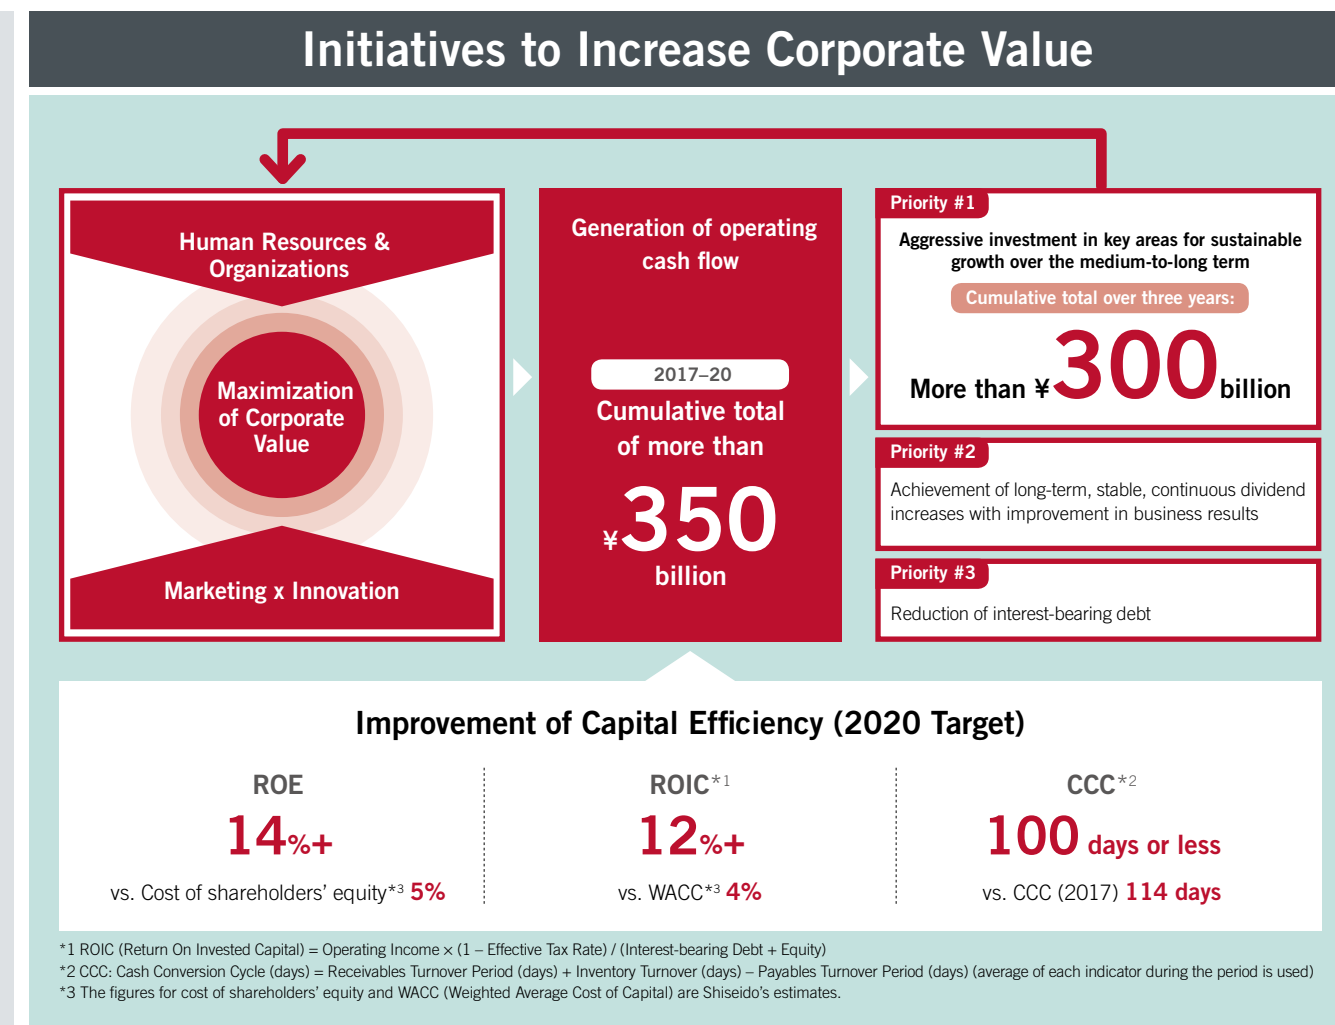 Initiatives to Increase Corporate Value
Human Resources &
Organizations
Maximization
of Corporate
Value
Marketing x Innovation
Generation of operating
cash flow
2017–20
Cumulative total
of more than
¥350
billion
Priority #1
Aggressive investment in key areas for sustainable
growth over the medium-to-long term
Cumulative total over three years:
More than ¥300 billion
Priority #2
Achievement of long-term, stable, continuous dividend
increases with improvement in business results
Priority #3
Reduction of interest-bearing debt
Improvement of Capital Efficiency (2020 Target)
ROE
14%+
vs. Cost of shareholders’ equity*3 5%
ROIC*1
12%+
vs. WACC*3 4%
CCC*2
100 days or less
vs. CCC (2017) 114 days
*1 ROIC (Return On Invested Capital) = Operating Income × (1 – Effective Tax Rate) / (Interest-bearing Debt + Equity)
*2 CCC: Cash Conversion Cycle (days) = Receivables Turnover Period (days) + Inventory Turnover (days) – Payables Turnover Period (days) (average of each indicator during the period is used)
*3 The figures for cost of shareholders’ equity and WACC (Weighted Average Cost of Capital) are Shiseido’s estimates.